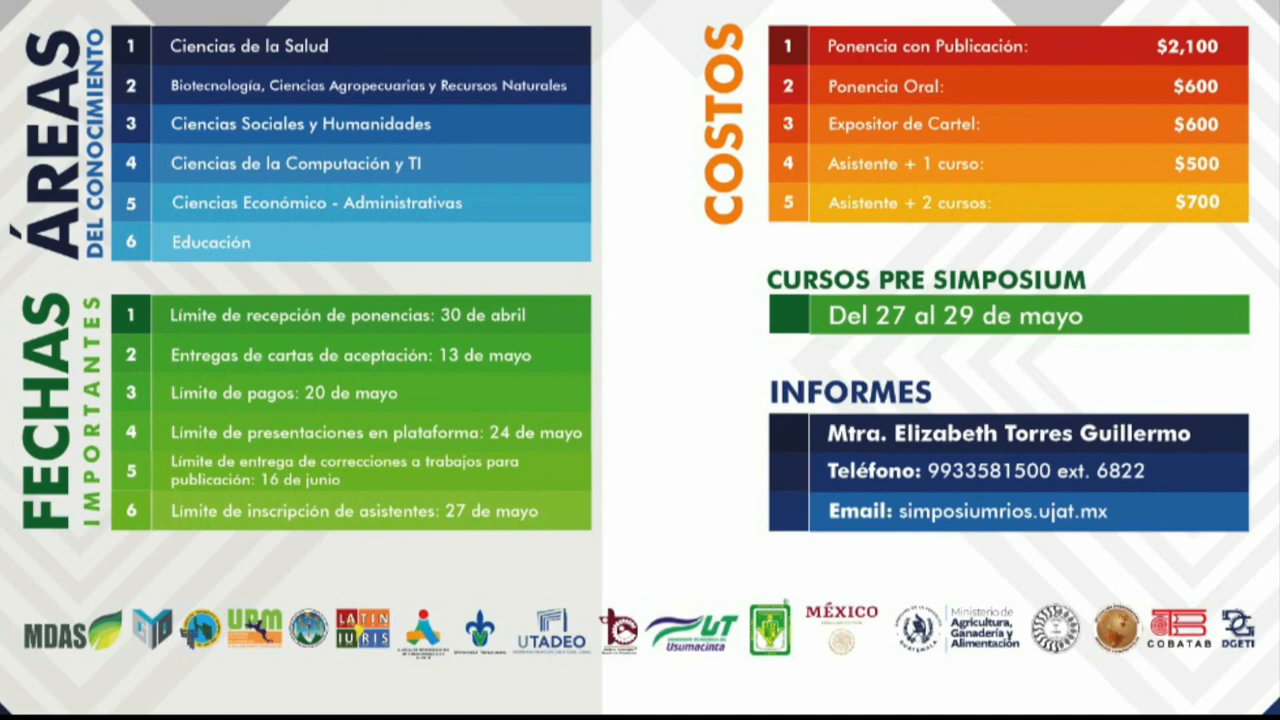 ÁREAS
DEL CONOCIMIENTO
1 Ciencias de la Salud
2 Biotecnología, Ciencias Agropecuarias y Recursos Naturales
3 Ciencias Sociales y Humanidades
4 Ciencias de la Computación y TI
5 Ciencias Económico - Administrativas
6 Educación
FECHAS
IMPORTANTES
1 Límite de recepción de ponencias: 30 de abril
2 Entregas de cartas de aceptación: 13 de mayo
3 Límite de pagos: 20 de mayo
4 Límite de presentaciones en plataforma: 24 de mayo
5 Límite de entrega de correcciones a trabajos para
publicación: 16 de junio
6 Límite de inscripción de asistentes: 27 de mayo
COSTOS
1 Ponencia con Publicación: $2,100
2 Ponencia Oral: $600
3 Expositor de Cartel: $600
4 Asistente + 1 curso: $500
5 Asistente + 2 cursos: $700
CURSOS PRE SIMPOSIUM
Del 27 al 29 de mayo
INFORMES
Mtra. Elizabeth Torres Guillermo
Teléfono: 9933581500 ext. 6822
Email: simposiumrios.ujat.mx
MDAS
LATIN
IURIS
UTADEO
UT
Usumacinta
MÉXICO
Ministerio de
Agricultura,
Ganadería y
Alimentación
COBATAB
DGETI